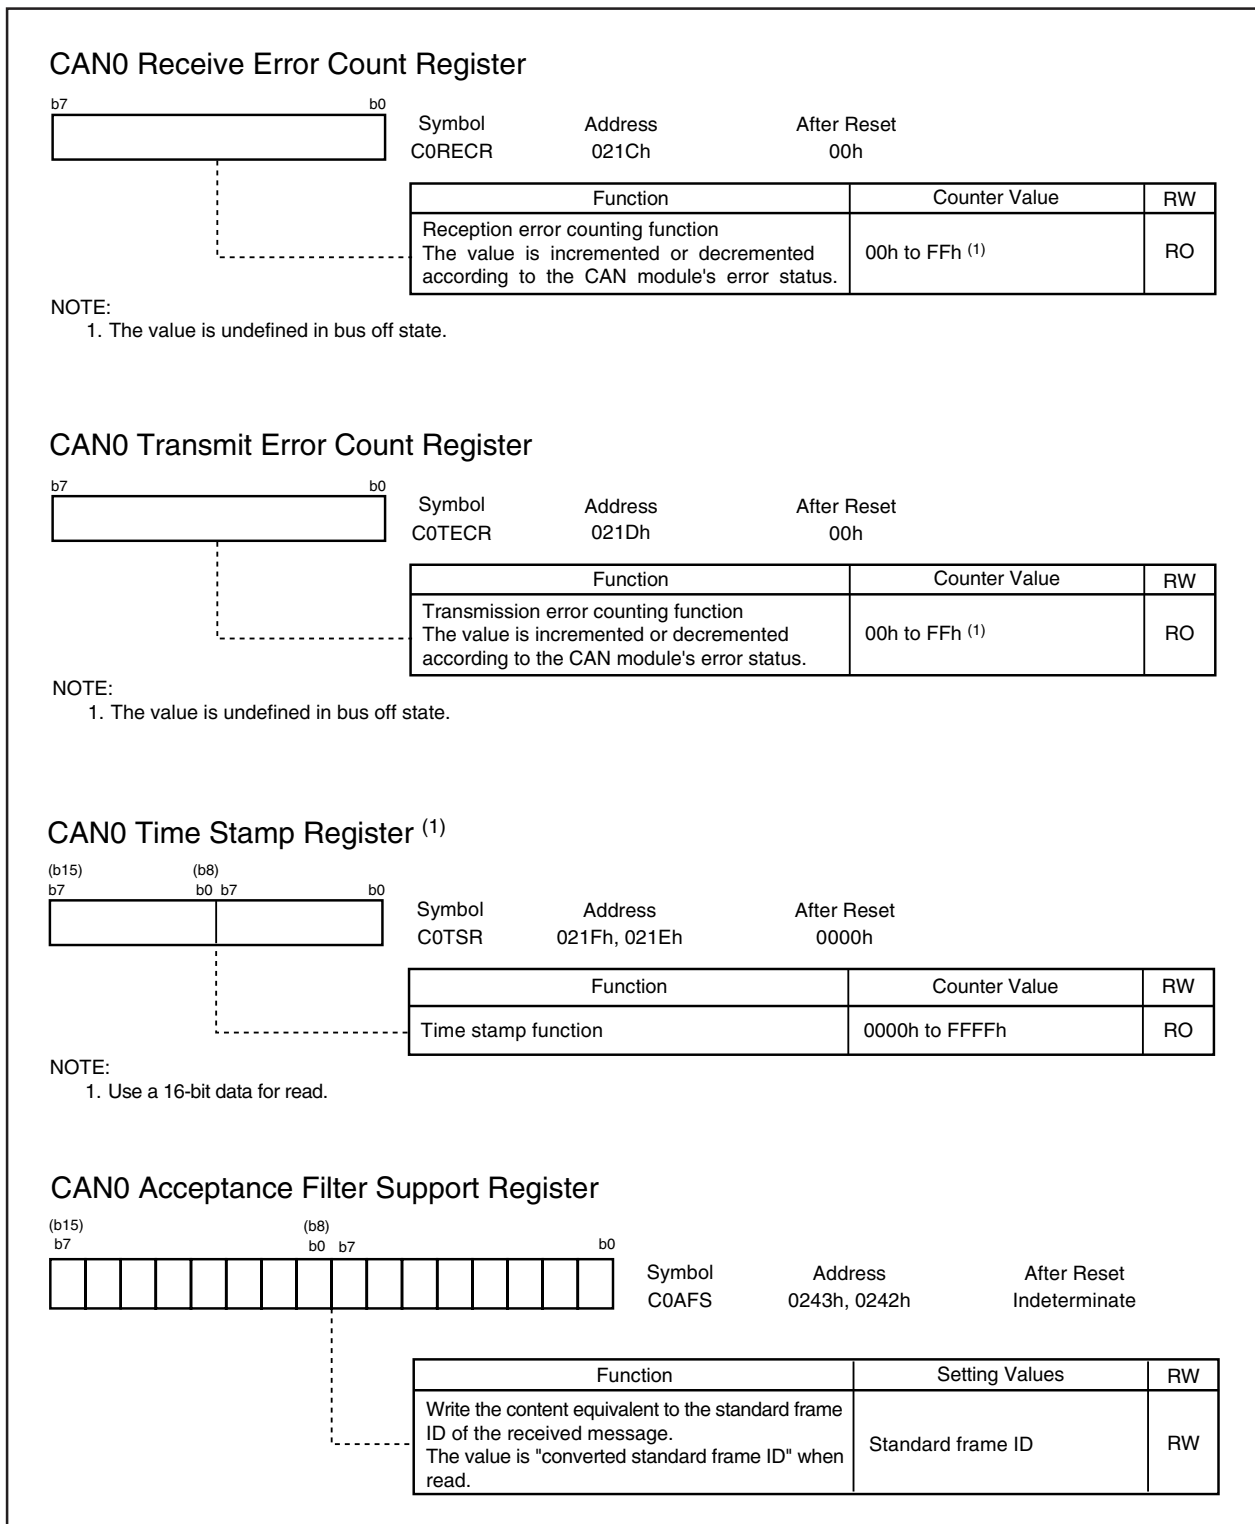 CAN0 Receive Error Count Register
b7 b0
Symbol Address After Reset
C0RECR 021Ch 00h
Function Counter Value RW
Reception error counting function
The value is incremented or decremented
according to the CAN module's error status.
00h to FFh (1) RO
NOTE:
1. The value is undefined in bus off state.
CAN0 Transmit Error Count Register
b7 b0
Symbol Address After Reset
C0TECR 021Dh 00h
Function Counter Value RW
Transmission error counting function
The value is incremented or decremented
according to the CAN module's error status.
00h to FFh (1) RO
NOTE:
1. The value is undefined in bus off state.
CAN0 Time Stamp Register (1)
(b15) (b8)
b7 b0 b7 b0
Symbol Address After Reset
C0TSR 021Fh, 021Eh 0000h
Function Counter Value RW
Time stamp function 0000h to FFFFh RO
NOTE:
1. Use a 16-bit data for read.
CAN0 Acceptance Filter Support Register
(b15) (b8)
b7 b0 b7 b0
Symbol Address After Reset
C0AFS 0243h, 0242h Indeterminate
Function Setting Values RW
Write the content equivalent to the standard frame
ID of the received message.
The value is "converted standard frame ID" when
read.
Standard frame ID RW